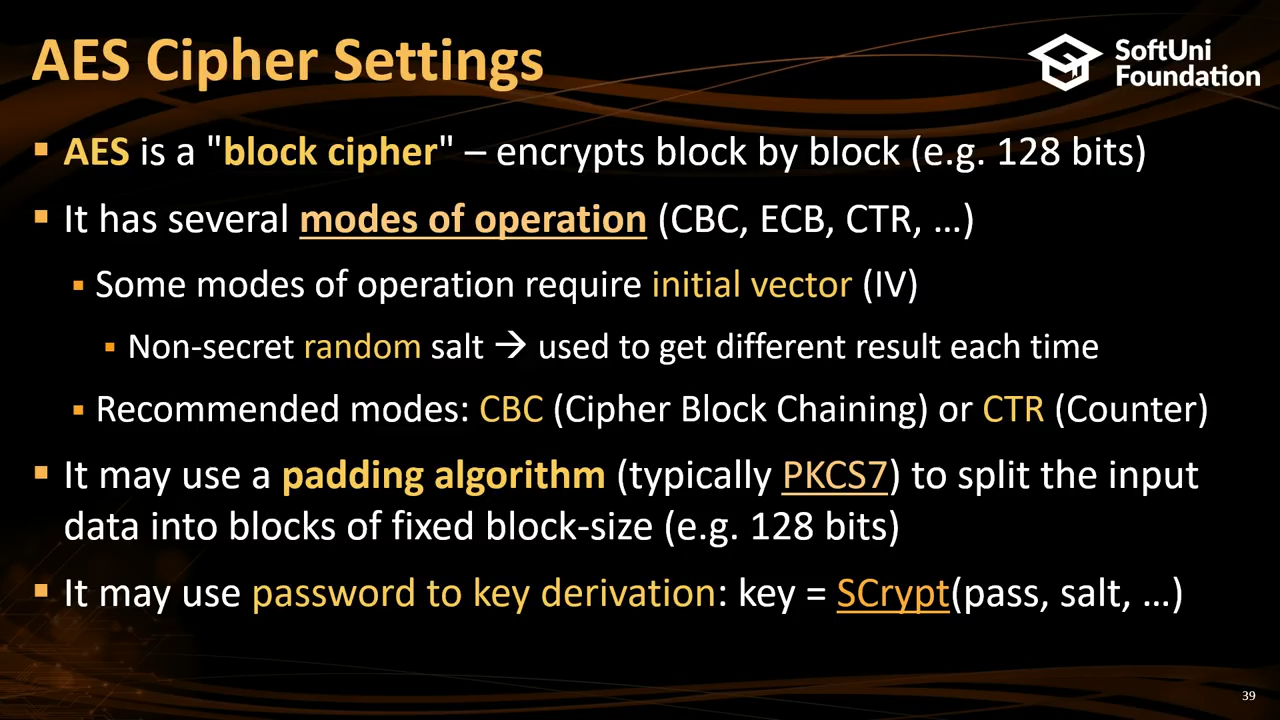 AES Cipher Settings
SoftUni
Foundation
▪ AES is a "block cipher" – encrypts block by block (e.g. 128 bits)
▪ It has several modes of operation (CBC, ECB, CTR, …)
▪ Some modes of operation require initial vector (IV)
▪ Non-secret random salt → used to get different result each time
▪ Recommended modes: CBC (Cipher Block Chaining) or CTR (Counter)
▪ It may use a padding algorithm (typically PKCS7) to split the input
data into blocks of fixed block-size (e.g. 128 bits)
▪ It may use password to key derivation: key = SCrypt(pass, salt, …)
39